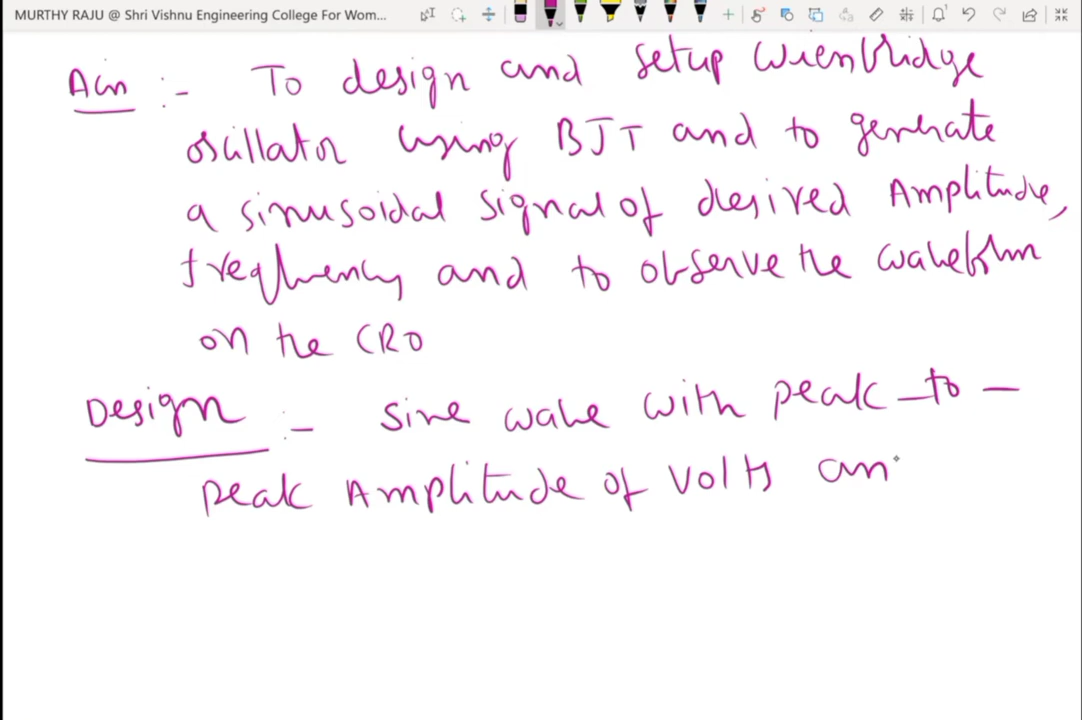 MURTHY RAJU @ Shri Vishnu Engineering College For Wom...
Aim :- To design and setup Wienbridge
oscillator using BJT and to generate
a sinusoidal signal of desired Amplitude,
frequency and to observe the waveform
on the CRO
Design :- Sine wave with peak-to-
peak Amplitude of Volts an